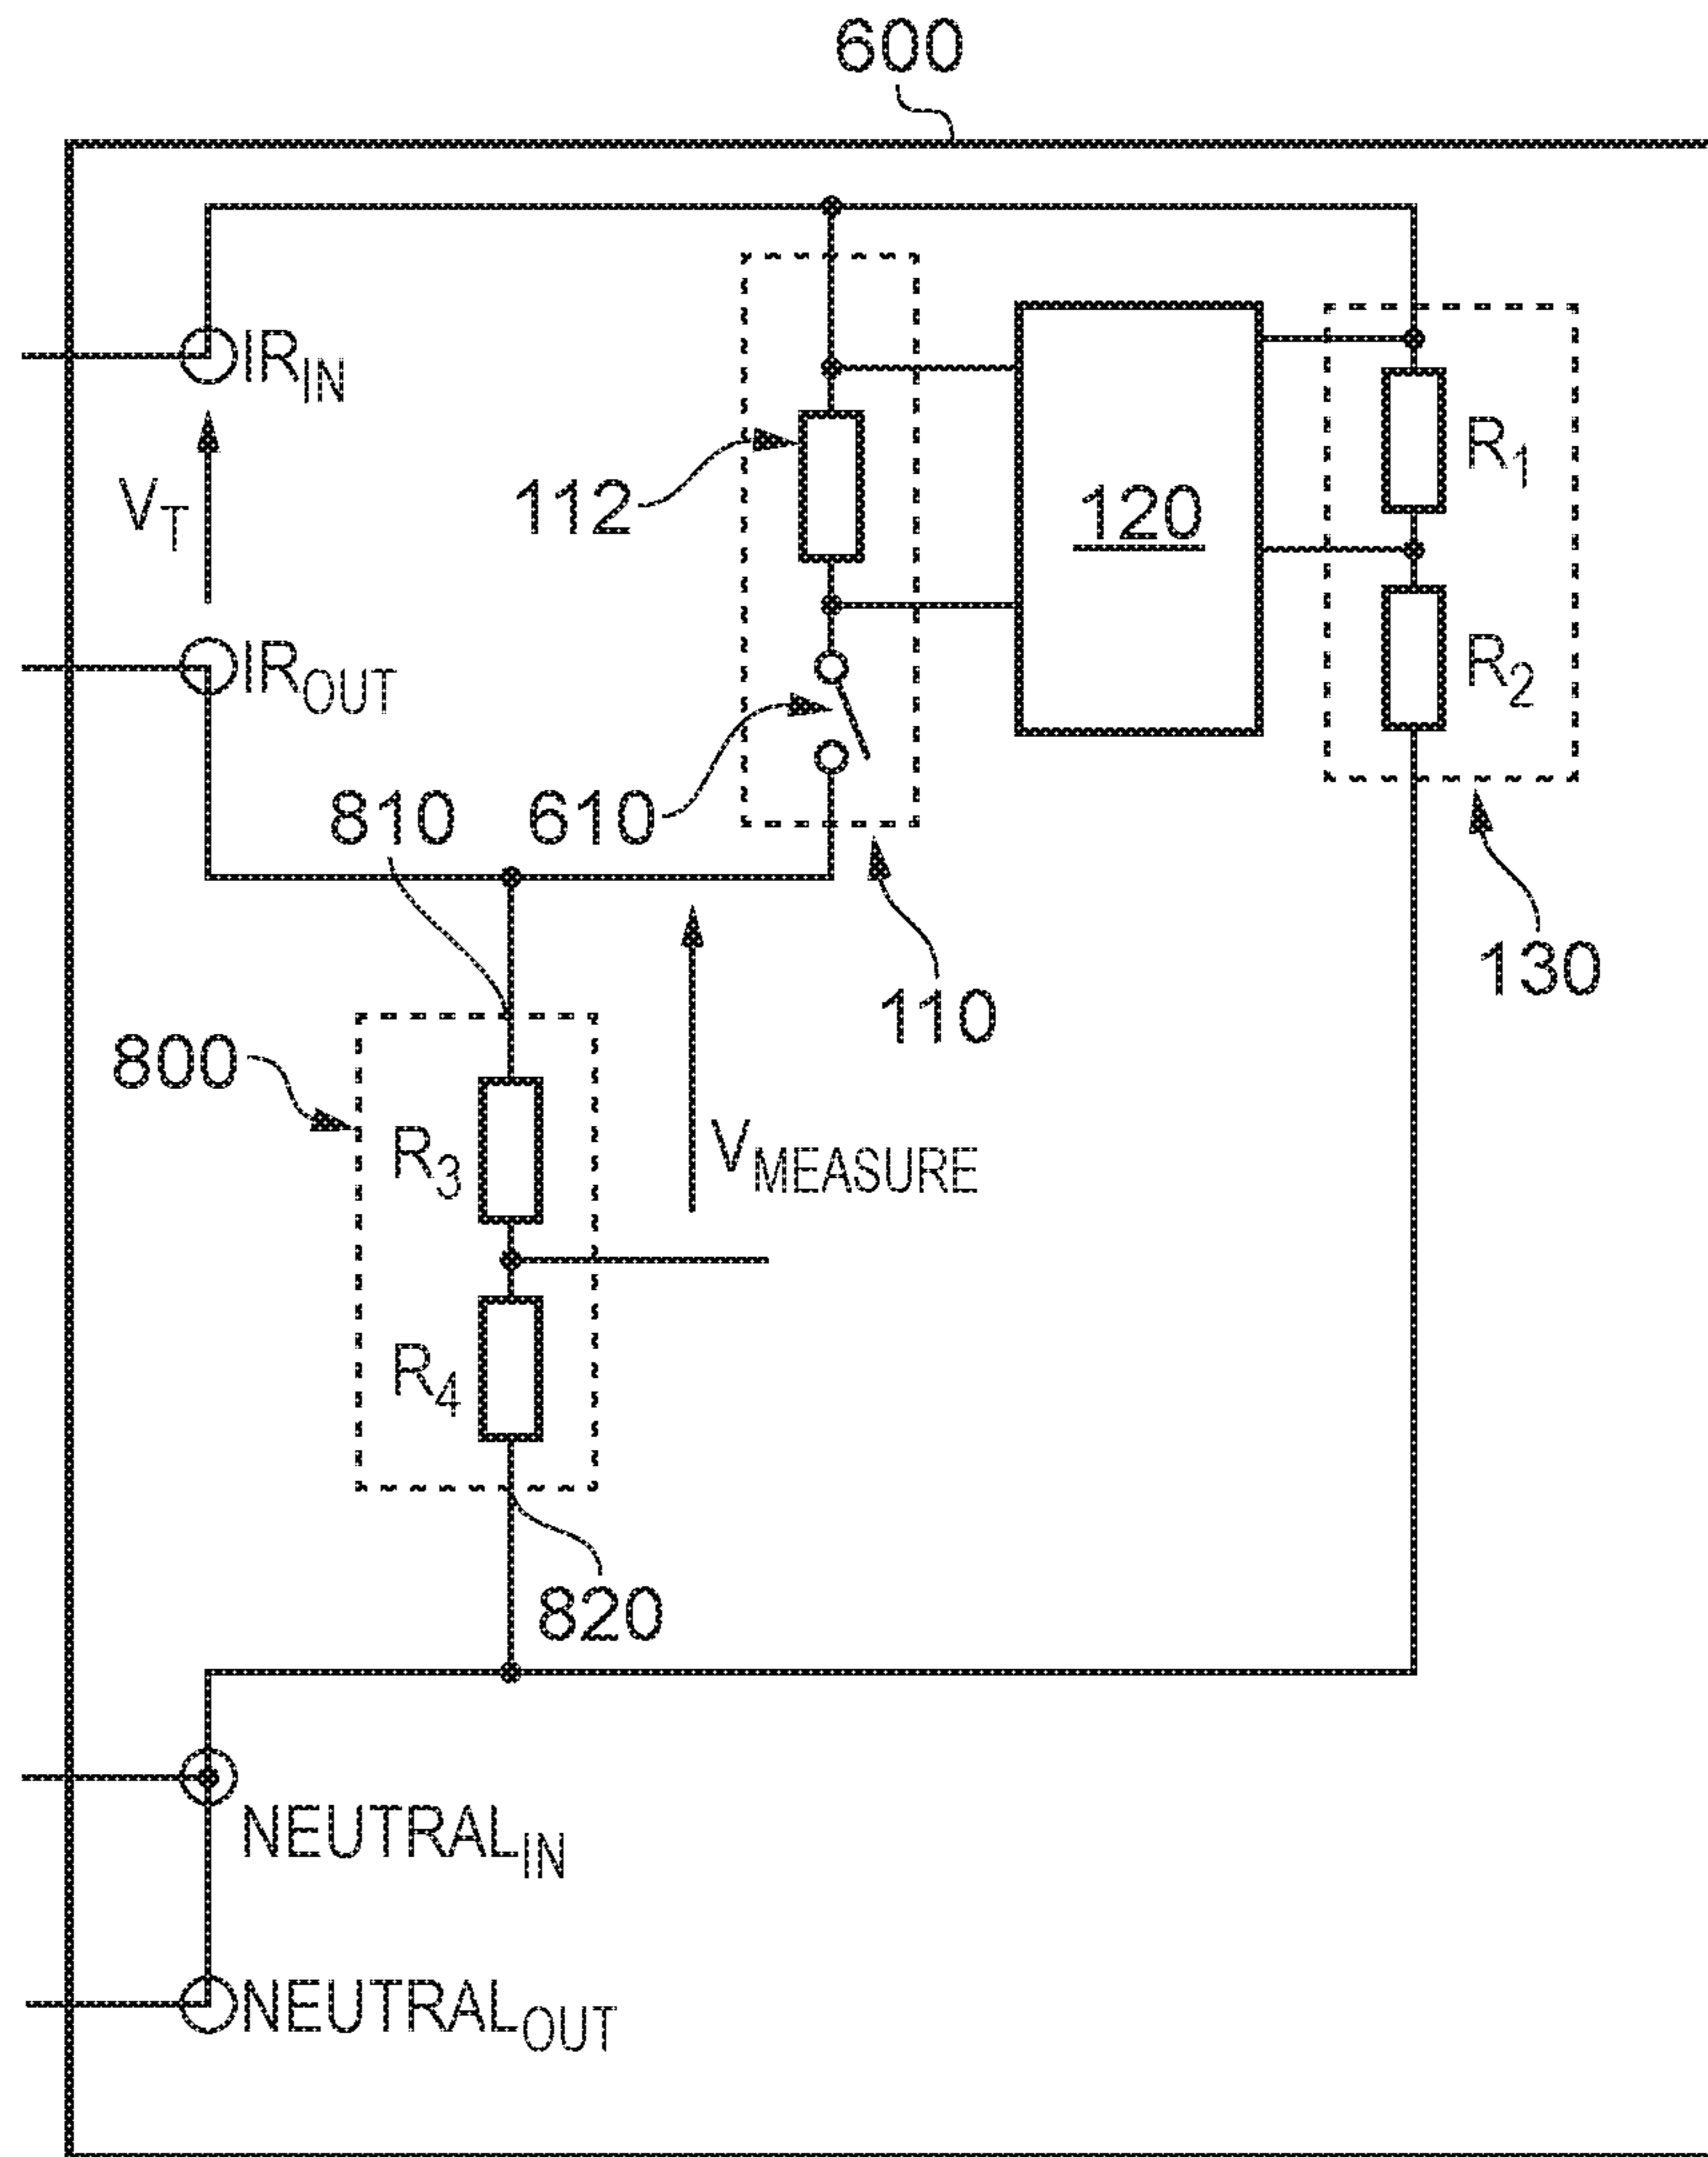 600
IR_IN
V_T
112
120
R_1
IR_OUT
R_2
810
610
130
110
800
R_3
V_MEASURE
R_4
820
NEUTRAL_IN
NEUTRAL_OUT